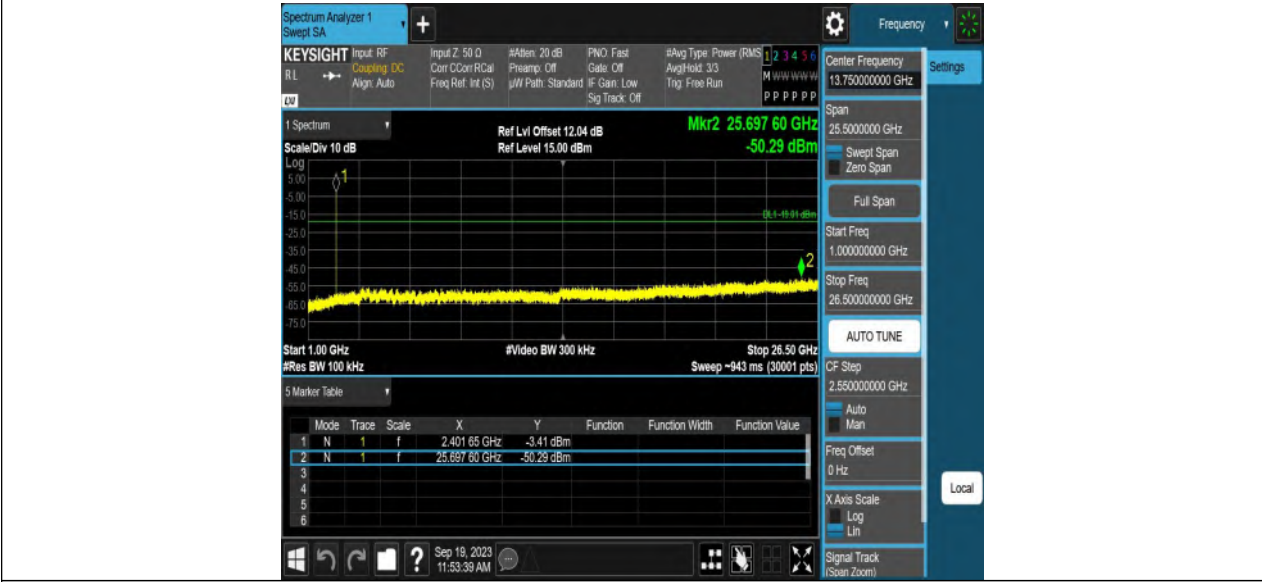 Spectrum Analyzer 1
Swept SA
+
Frequency
KEYSIGHT
RL
LXI
Input: RF
Coupling: DC
Align: Auto
Input Z: 50 Ω
Corr CCorr RCal
Freq Ref: Int (S)
#Atten: 20 dB
Preamp: Off
µW Path: Standard
PNO: Fast
Gate: Off
IF Gain: Low
Sig Track: Off
#Avg Type: Power (RMS
Avg|Hold: 3/3
Trig: Free Run
1 2 3 4 5 6
M W W W W W
P P P P P P
1 Spectrum
Scale/Div 10 dB
Ref Lvl Offset 12.04 dB
Ref Level 15.00 dBm
Mkr2 25.697 60 GHz
-50.29 dBm
Log
5.00
-5.00
-15.0
-25.0
-35.0
-45.0
-55.0
-65.0
-75.0
1
2
Start 1.00 GHz
#Res BW 100 kHz
#Video BW 300 kHz
Stop 26.50 GHz
Sweep ~943 ms (30001 pts)
5 Marker Table
Mode Trace Scale X Y Function Function Width Function Value
1 N 1 f 2.401 65 GHz -3.41 dBm
2 N 1 f 25.697 60 GHz -50.29 dBm
3
4
5
6
?
Sep 19, 2023
11:53:39 AM
Center Frequency
13.750000000 GHz
Settings
Span
25.5000000 GHz
Swept Span
Zero Span
Full Span
Start Freq
1.000000000 GHz
Stop Freq
26.500000000 GHz
AUTO TUNE
CF Step
2.550000000 GHz
Auto
Man
Freq Offset
0 Hz
X Axis Scale
Log
Lin
Signal Track
(Span Zoom)
Local